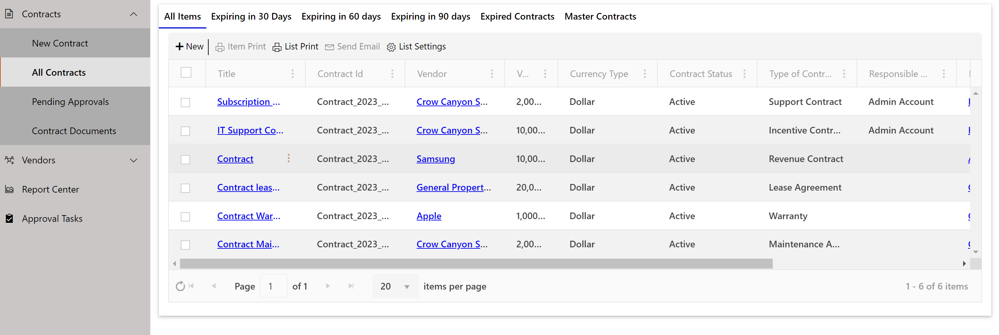 Contracts
New Contract
All Contracts
Pending Approvals
Contract Documents
Vendors
Report Center
Approval Tasks
All Items Expiring in 30 Days Expiring in 60 days Expiring in 90 days Expired Contracts Master Contracts
New Item Print List Print Send Email List Settings
Title Contract Id Vendor V... Currency Type Contract Status Type of Contr... Responsible ...
Subscription ... Contract_2023_... Crow Canyon S... 2,00... Dollar Active Support Contract Admin Account
IT Support Co... Contract_2023_... Crow Canyon S... 10,00... Dollar Active Incentive Contr... Admin Account
Contract Contract_2023_... Samsung 10,00... Dollar Active Revenue Contract
Contract leas... Contract_2023_... General Propert... 20,0... Dollar Active Lease Agreement
Contract War... Contract_2023_... Apple 1,000... Dollar Active Warranty
Contract Mai... Contract_2023_... Crow Canyon S... 2,00... Dollar Active Maintenance A...
Page 1 of 1 20 items per page 1 - 6 of 6 items